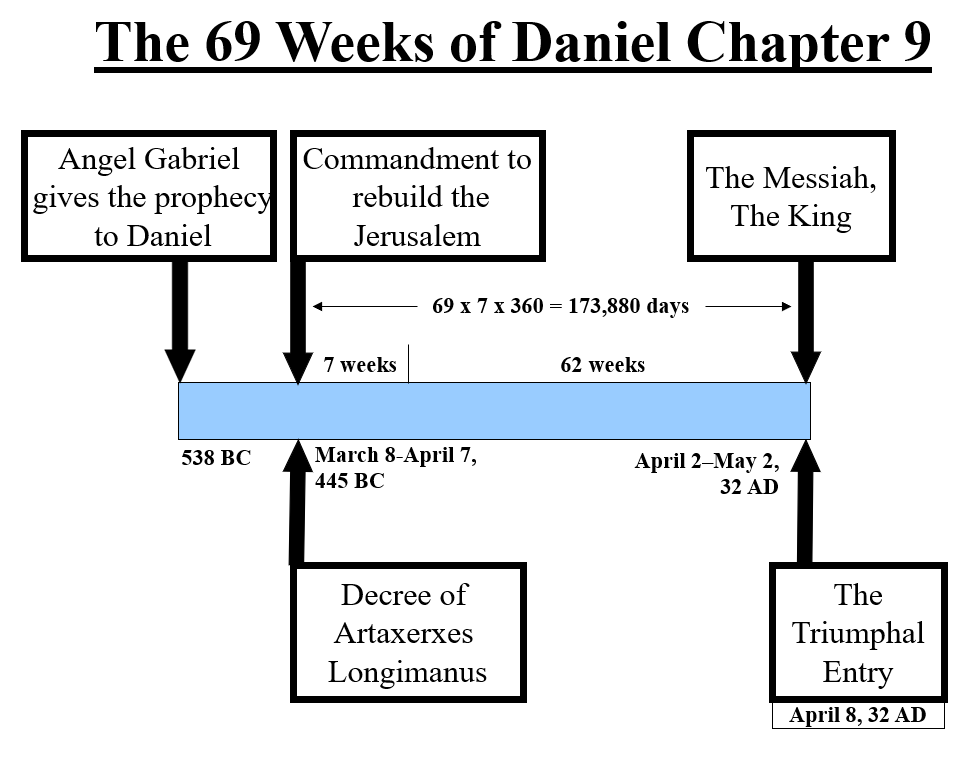 The 69 Weeks of Daniel Chapter 9
Angel Gabriel
gives the prophecy
to Daniel
Commandment to
rebuild the
Jerusalem
The Messiah,
The King
69 x 7 x 360 = 173,880 days
7 weeks
62 weeks
538 BC
March 8-April 7,
445 BC
April 2–May 2,
32 AD
Decree of
Artaxerxes
Longimanus
The
Triumphal
Entry
April 8, 32 AD